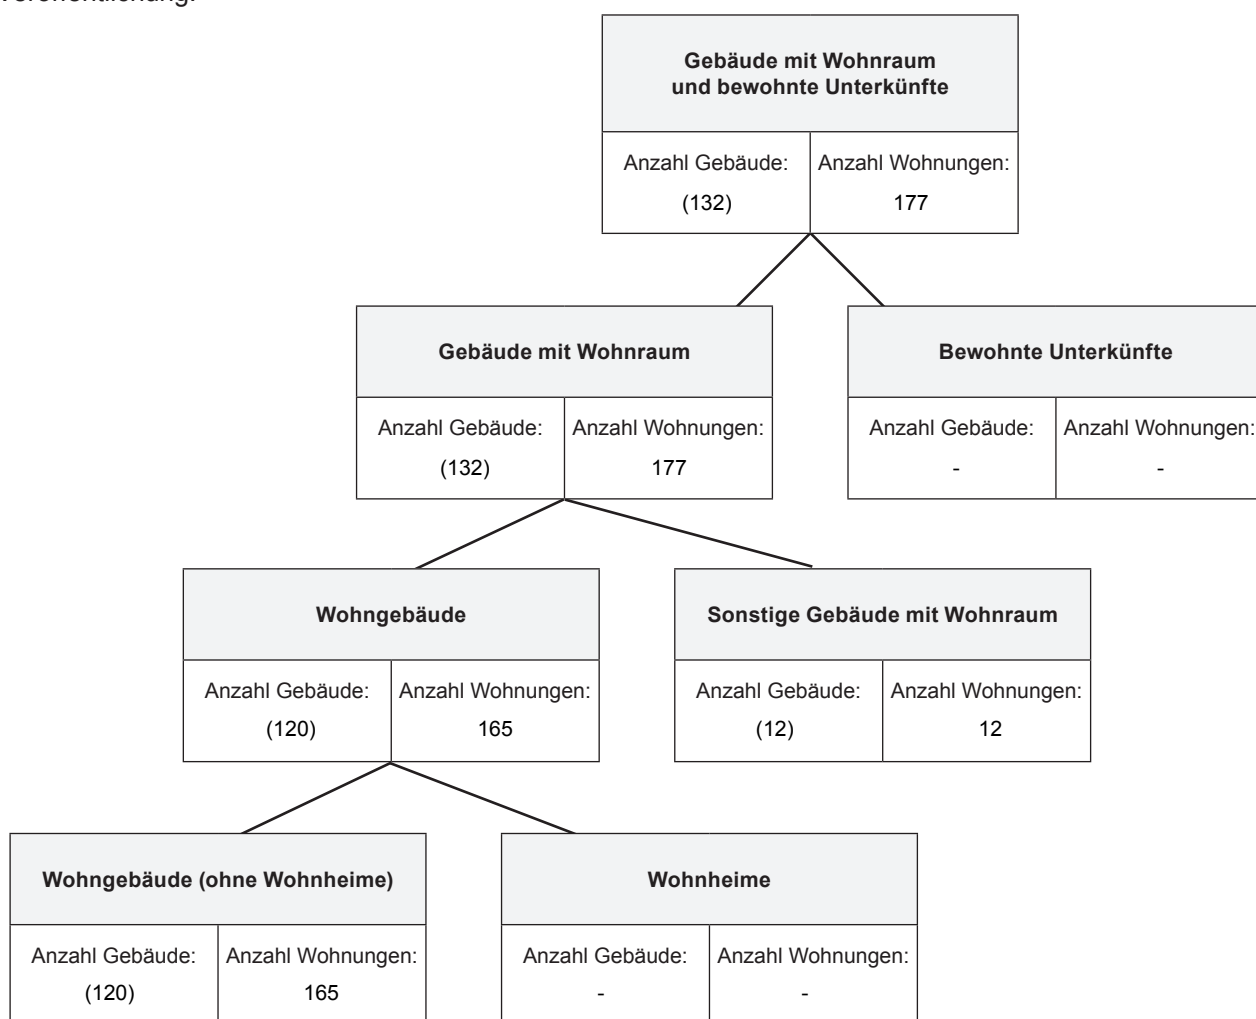 Veröffentlichung.
Gebäude mit Wohnraum
und bewohnte Unterkünfte
Anzahl Gebäude: Anzahl Wohnungen:
(132) 177
Gebäude mit Wohnraum Bewohnte Unterkünfte
Anzahl Gebäude: Anzahl Wohnungen: Anzahl Gebäude: Anzahl Wohnungen:
(132) 177 - -
Wohngebäude Sonstige Gebäude mit Wohnraum
Anzahl Gebäude: Anzahl Wohnungen: Anzahl Gebäude: Anzahl Wohnungen:
(120) 165 (12) 12
Wohngebäude (ohne Wohnheime) Wohnheime
Anzahl Gebäude: Anzahl Wohnungen: Anzahl Gebäude: Anzahl Wohnungen:
(120) 165 - -